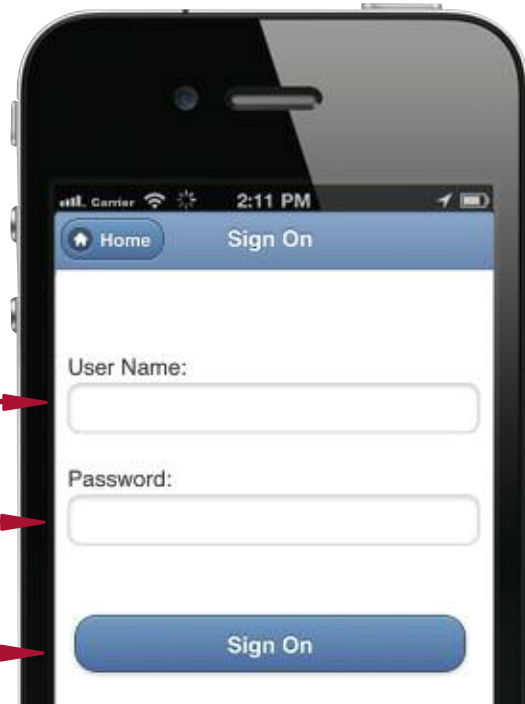 Carrier 2:11 PM
Home Sign On
User Name:
Password:
Sign On